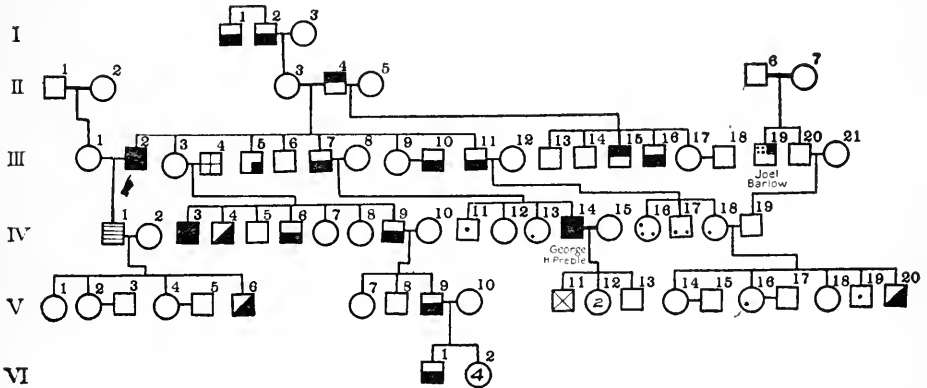 I 1 2 3
II 1 2 3 4 5 6 7
III 1 2 3 4 5 6 7 8 9 10 11 12 13 14 15 16 17 18 19 20 21
Joel
Barlow
IV 1 2 3 4 5 6 7 8 9 10 11 12 13 14 15 16 17 18 19
George
H Preble
V 1 2 3 4 5 6 7 8 9 10 11 12 13 14 15 16 17 18 19 20
2
VI 1 2
4